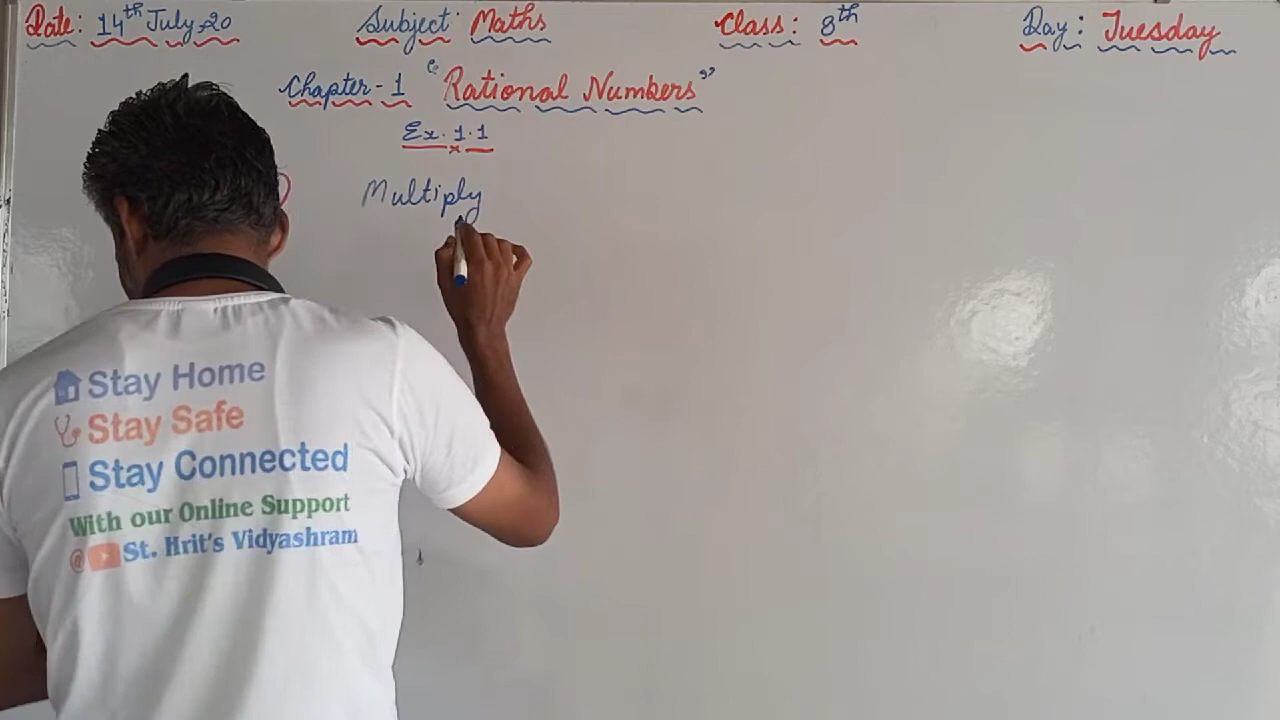 Date: 14th July, 20 Subject: Maths Class: 8th Day: Tuesday
Chapter - 1 "Rational Numbers"
Ex. 1.1
Multiply
Stay Home
Stay Safe
Stay Connected
With our Online Support
@ St. Hrit's Vidyashram